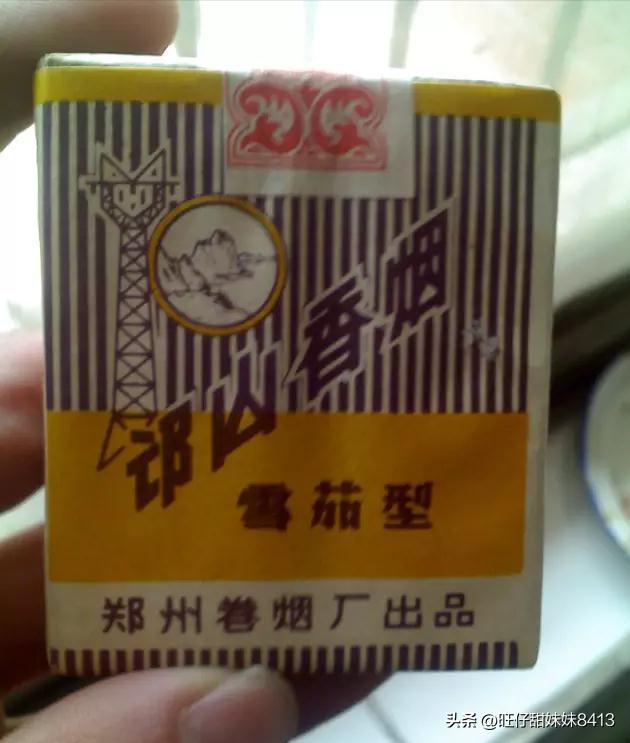 邙山香烟
雪茄型
郑州卷烟厂出品
头条 @旺仔甜妹妹8413